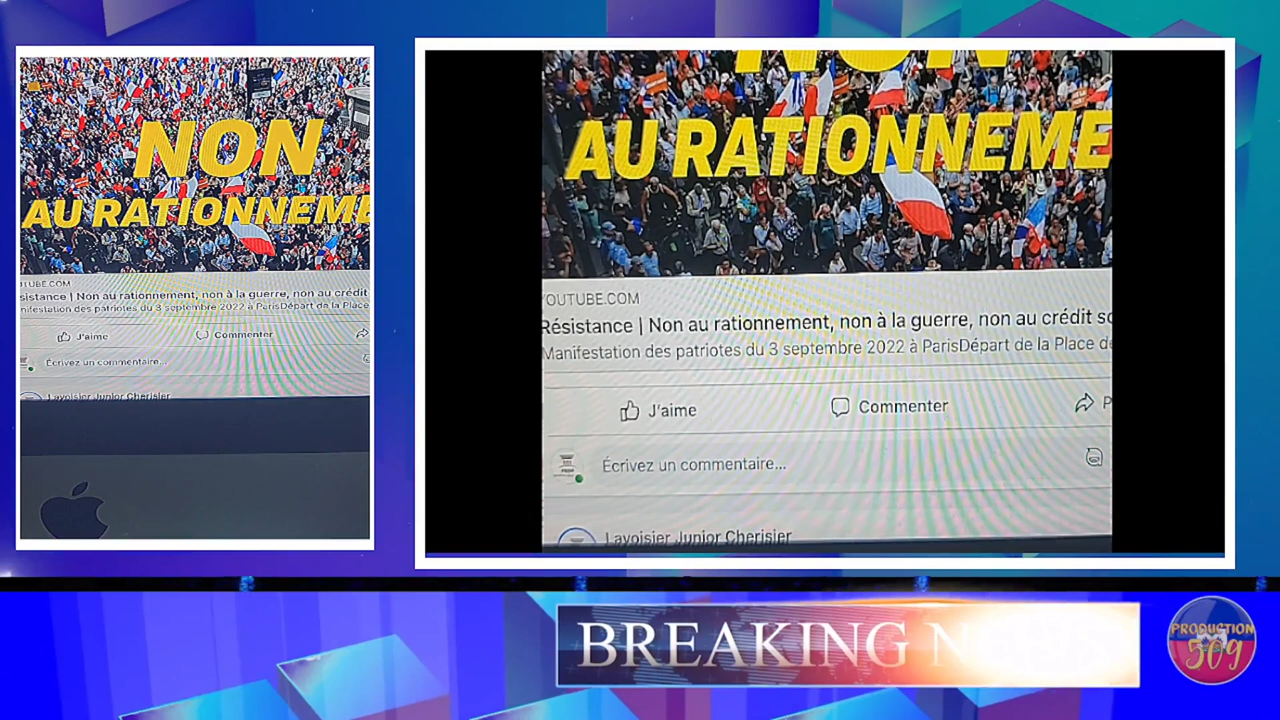 NON
AU RATIONNEME
UTUBE.COM
sistance | Non au rationnement, non à la guerre, non au crédit
nifestation des patriotes du 3 septembre 2022 à ParisDépart de la Place
J'aime
Commenter
Écrivez un commentaire...
Lavoisier Junior Cherisier
NON
AU RATIONNEME
YOUTUBE.COM
Résistance | Non au rationnement, non à la guerre, non au crédit so
Manifestation des patriotes du 3 septembre 2022 à ParisDépart de la Place de
J'aime
Commenter
P
Écrivez un commentaire...
Lavoisier Junior Cherisier
BREAKING N
PRODUCTION
509